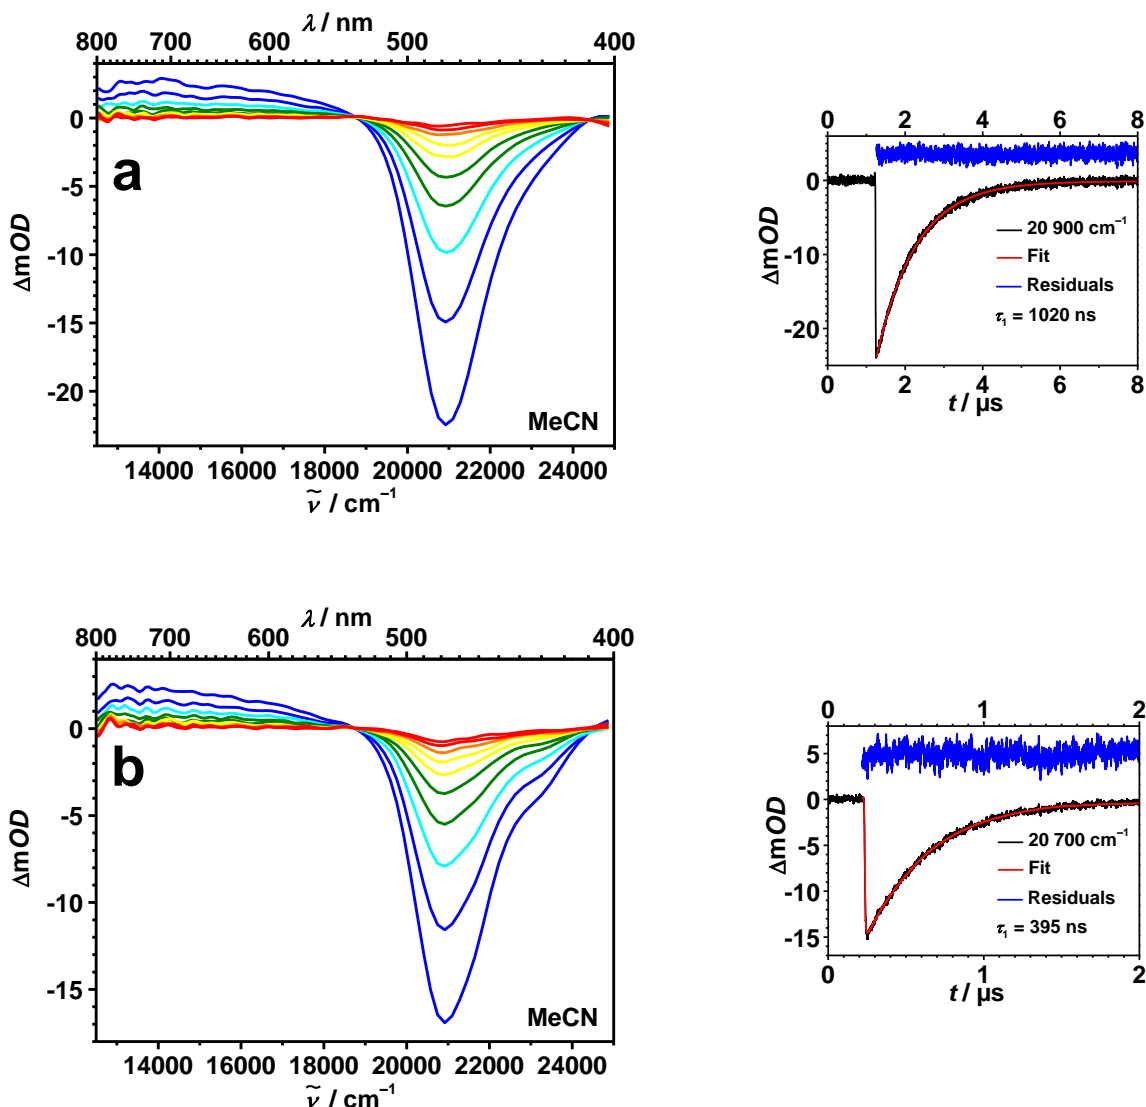 λ / nm
800 700 600 500 400
0
-5
-10
-15
-20
ΔmOD
a
MeCN
14000 16000 18000 20000 22000 24000
ν̃ / cm⁻¹
0 2 4 6 8
0
-10
-20
ΔmOD
20 900 cm⁻¹
Fit
Residuals
τ₁ = 1020 ns
0 2 4 6 8
t / µs
λ / nm
800 700 600 500 400
0
-5
-10
-15
ΔmOD
b
MeCN
14000 16000 18000 20000 22000 24000
ν̃ / cm⁻¹
0 1 2
5
0
-5
-10
-15
ΔmOD
20 700 cm⁻¹
Fit
Residuals
τ₁ = 395 ns
0 1 2
t / µs